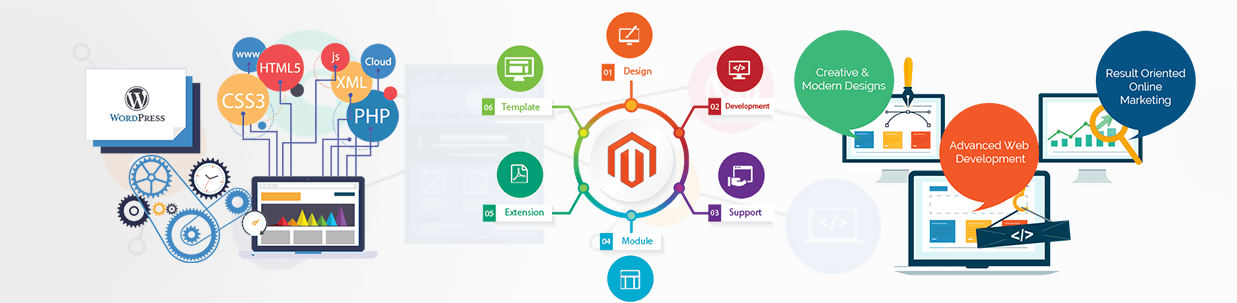 WORDPRESS
www
HTML5
js
Cloud
CSS3
XML
PHP
01 Design
02 Development
03 Support
04 Module
05 Extension
06 Template
Creative &
Modern Designs
Advanced Web
Development
</>
Result Oriented
Online
Marketing